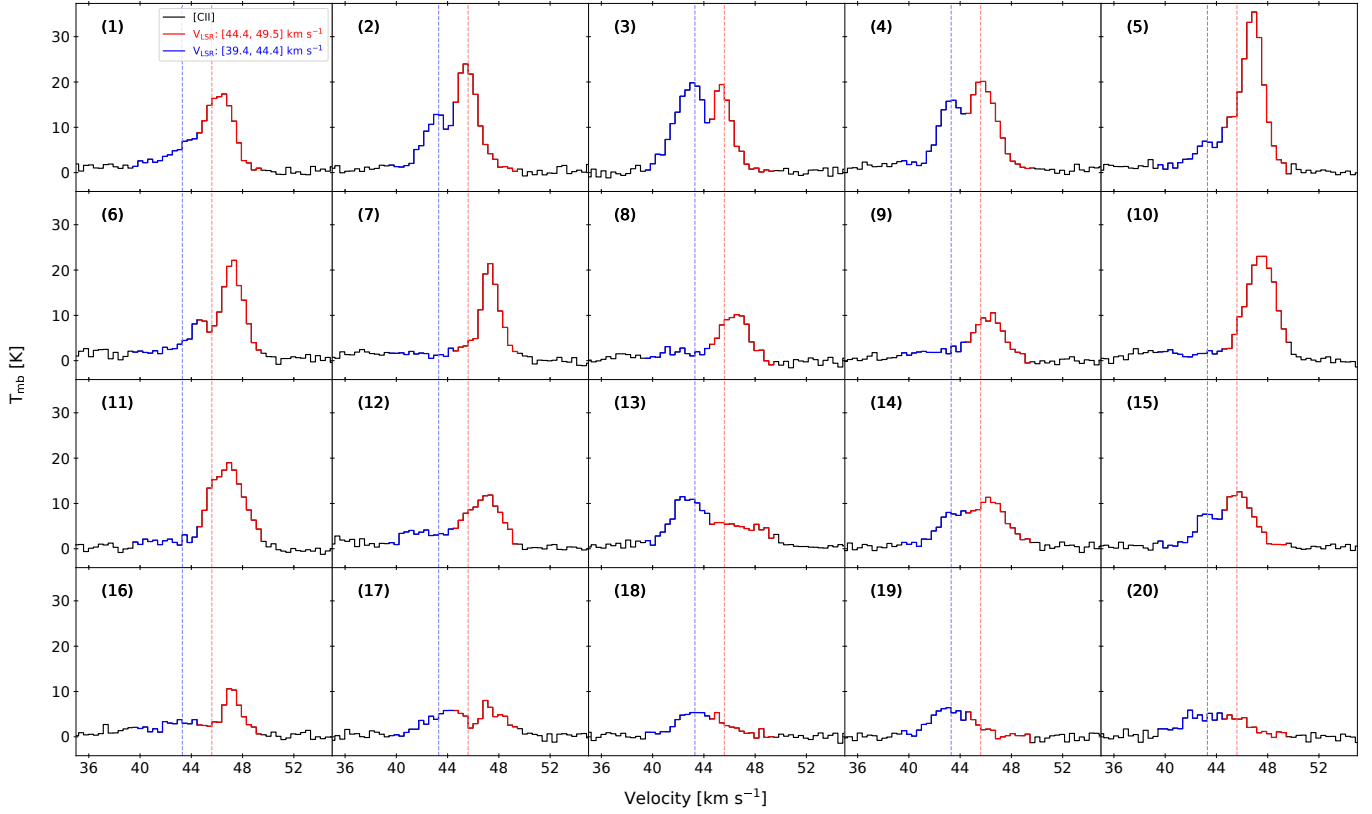 (1) (2) (3) (4) (5)
[CII]
V_LSR: [44.4, 49.5] km s⁻¹
V_LSR: [39.4, 44.4] km s⁻¹
30
20
10
0
(6) (7) (8) (9) (10)
30
20
10
0
T_mb [K]
(11) (12) (13) (14) (15)
30
20
10
0
(16) (17) (18) (19) (20)
30
20
10
0
36 40 44 48 52 36 40 44 48 52 36 40 44 48 52 36 40 44 48 52 36 40 44 48 52
Velocity [km s⁻¹]